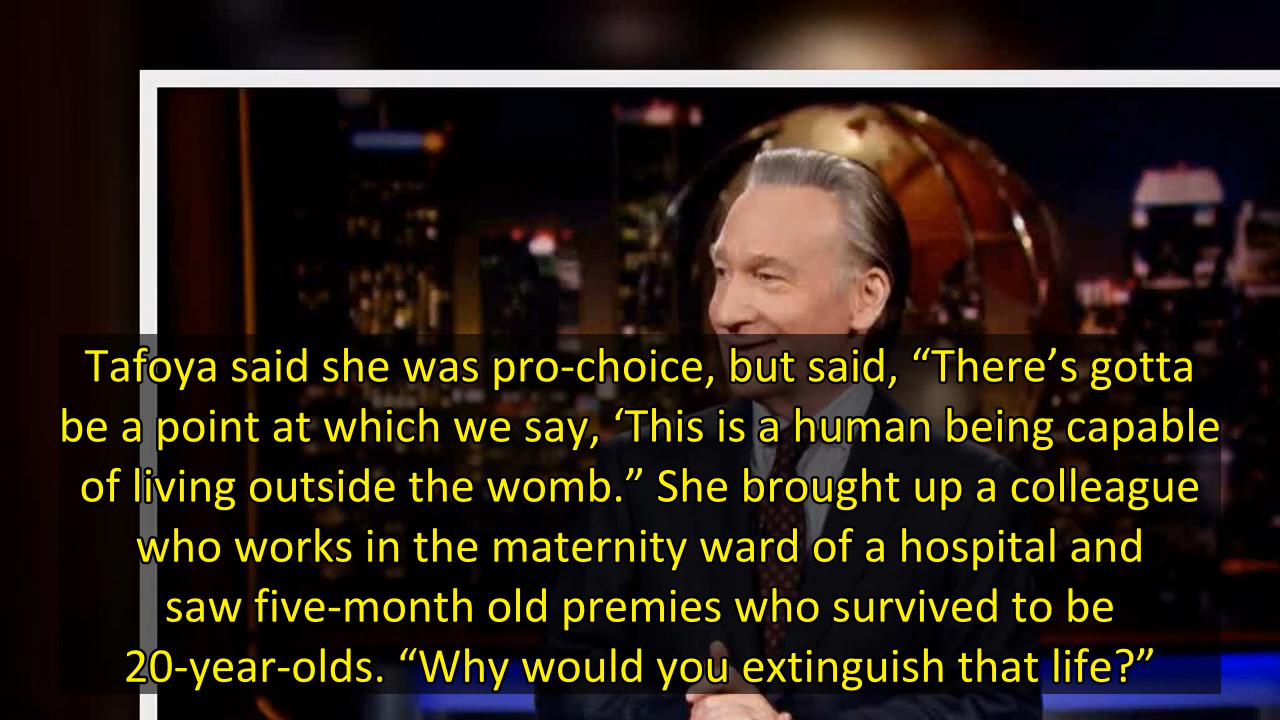 Tafoya said she was pro-choice, but said, “There’s gotta
be a point at which we say, ‘This is a human being capable
of living outside the womb.” She brought up a colleague
who works in the maternity ward of a hospital and
saw five-month old premies who survived to be
20-year-olds. “Why would you extinguish that life?”